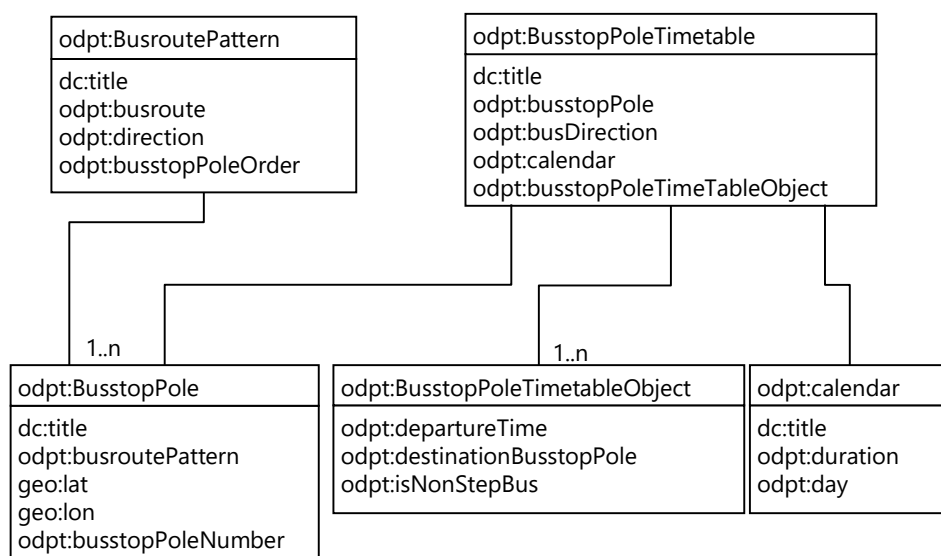 odpt:BusroutePattern
dc:title
odpt:busroute
odpt:direction
odpt:busstopPoleOrder
odpt:BusstopPoleTimetable
dc:title
odpt:busstopPole
odpt:busDirection
odpt:calendar
odpt:busstopPoleTimeTableObject
1..n
1..n
odpt:BusstopPole
dc:title
odpt:busroutePattern
geo:lat
geo:lon
odpt:busstopPoleNumber
odpt:BusstopPoleTimetableObject
odpt:departureTime
odpt:destinationBusstopPole
odpt:isNonStepBus
odpt:calendar
dc:title
odpt:duration
odpt:day